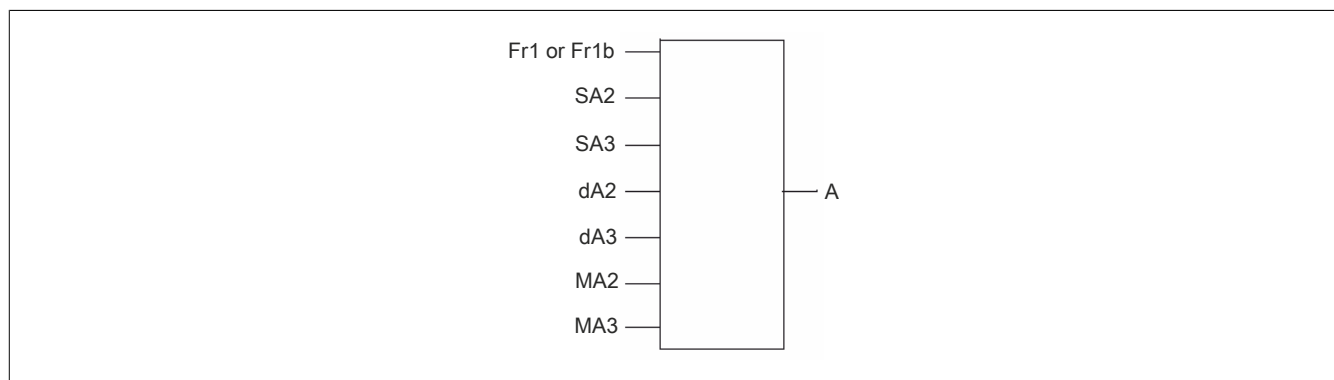 Fr1 or Fr1b
SA2
SA3
dA2
A
dA3
MA2
MA3